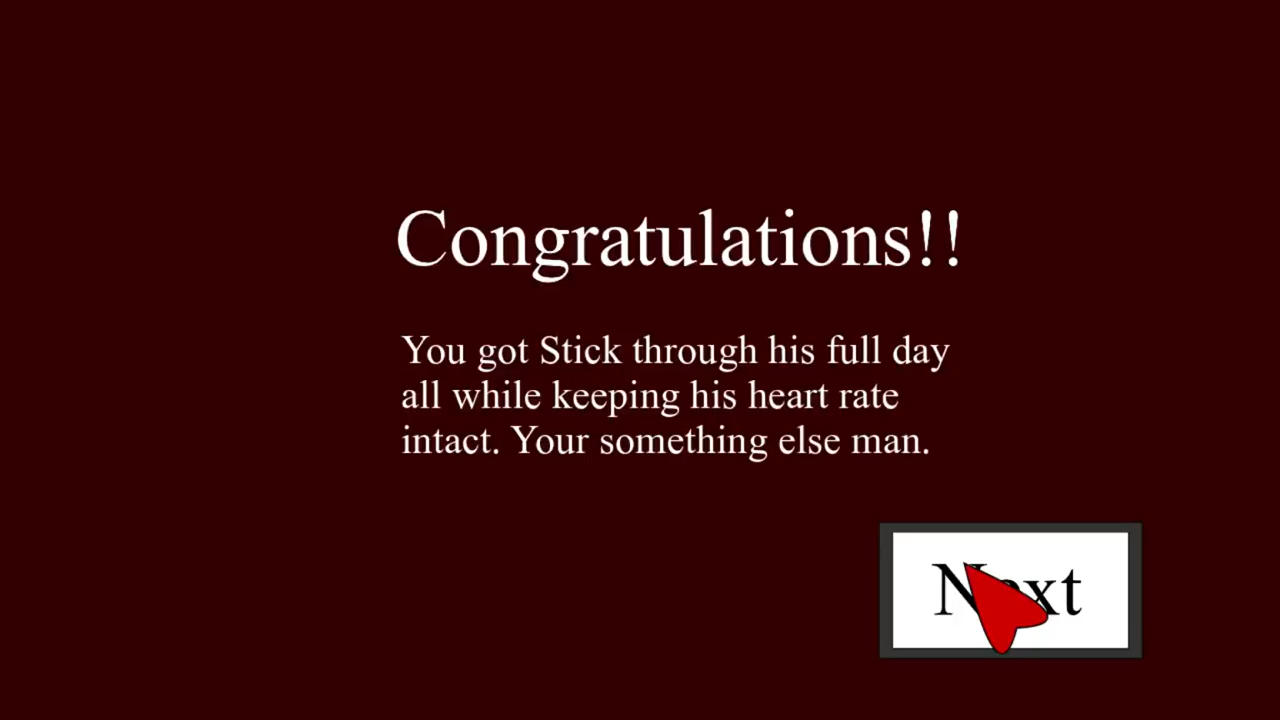 Congratulations!!
You got Stick through his full day
all while keeping his heart rate
intact. Your something else man.
Next